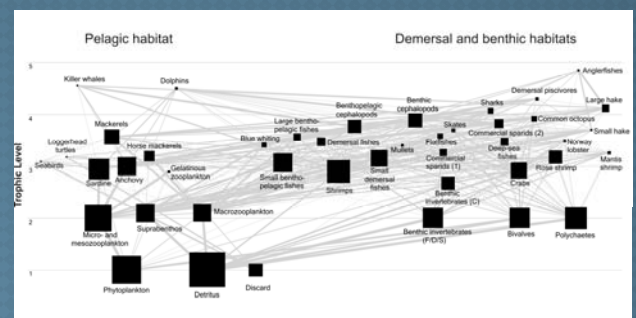 Pelagic habitat
Demersal and benthic habitats
Trophic Level
5
4
3
2
1
Killer whales
Dolphins
Anglerfishes
Demersal piscivores
Large hake
Sharks
Benthic
cephalopods
Benthopelagic
cephalopods
Large bentho-
pelagic fishes
Mackerels
Skates
Common octopus
Commercial sparids (2)
Small hake
Blue whiting
Demersal fishes
Flatfishes
Mullets
Deep-sea
fishes
Norway
lobster
Loggerhead
turtles
Horse mackerels
Seabirds
Sardine
Anchovy
Gelatinous
zooplankton
Small bentho-
pelagic fishes
Shrimps
Small
demersal
fishes
Commercial
sparids (1)
Crabs
Rose shrimp
Mantis
shrimp
Benthic
invertebrates (C)
Micro- and
mesozooplankton
Suprabenthos
Macrozooplankton
Benthic invertebrates
(F/D/S)
Bivalves
Polychaetes
Phytoplankton
Detritus
Discard